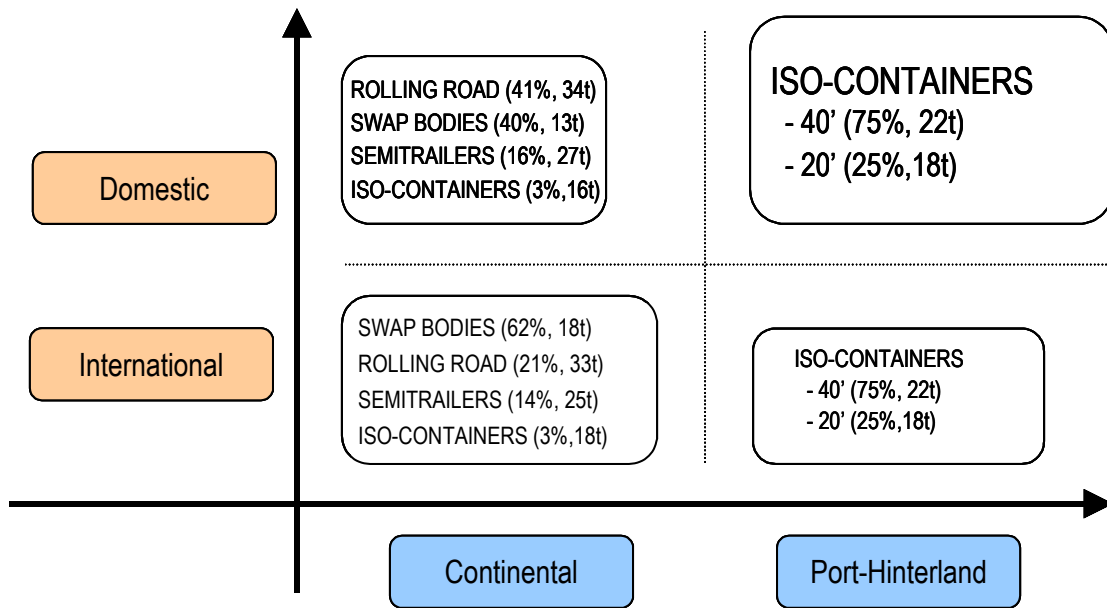 Domestic
ROLLING ROAD (41%, 34t)
SWAP BODIES (40%, 13t)
SEMITRAILERS (16%, 27t)
ISO-CONTAINERS (3%,16t)
ISO-CONTAINERS
- 40’ (75%, 22t)
- 20’ (25%,18t)
International
SWAP BODIES (62%, 18t)
ROLLING ROAD (21%, 33t)
SEMITRAILERS (14%, 25t)
ISO-CONTAINERS (3%,18t)
ISO-CONTAINERS
- 40’ (75%, 22t)
- 20’ (25%,18t)
Continental
Port-Hinterland